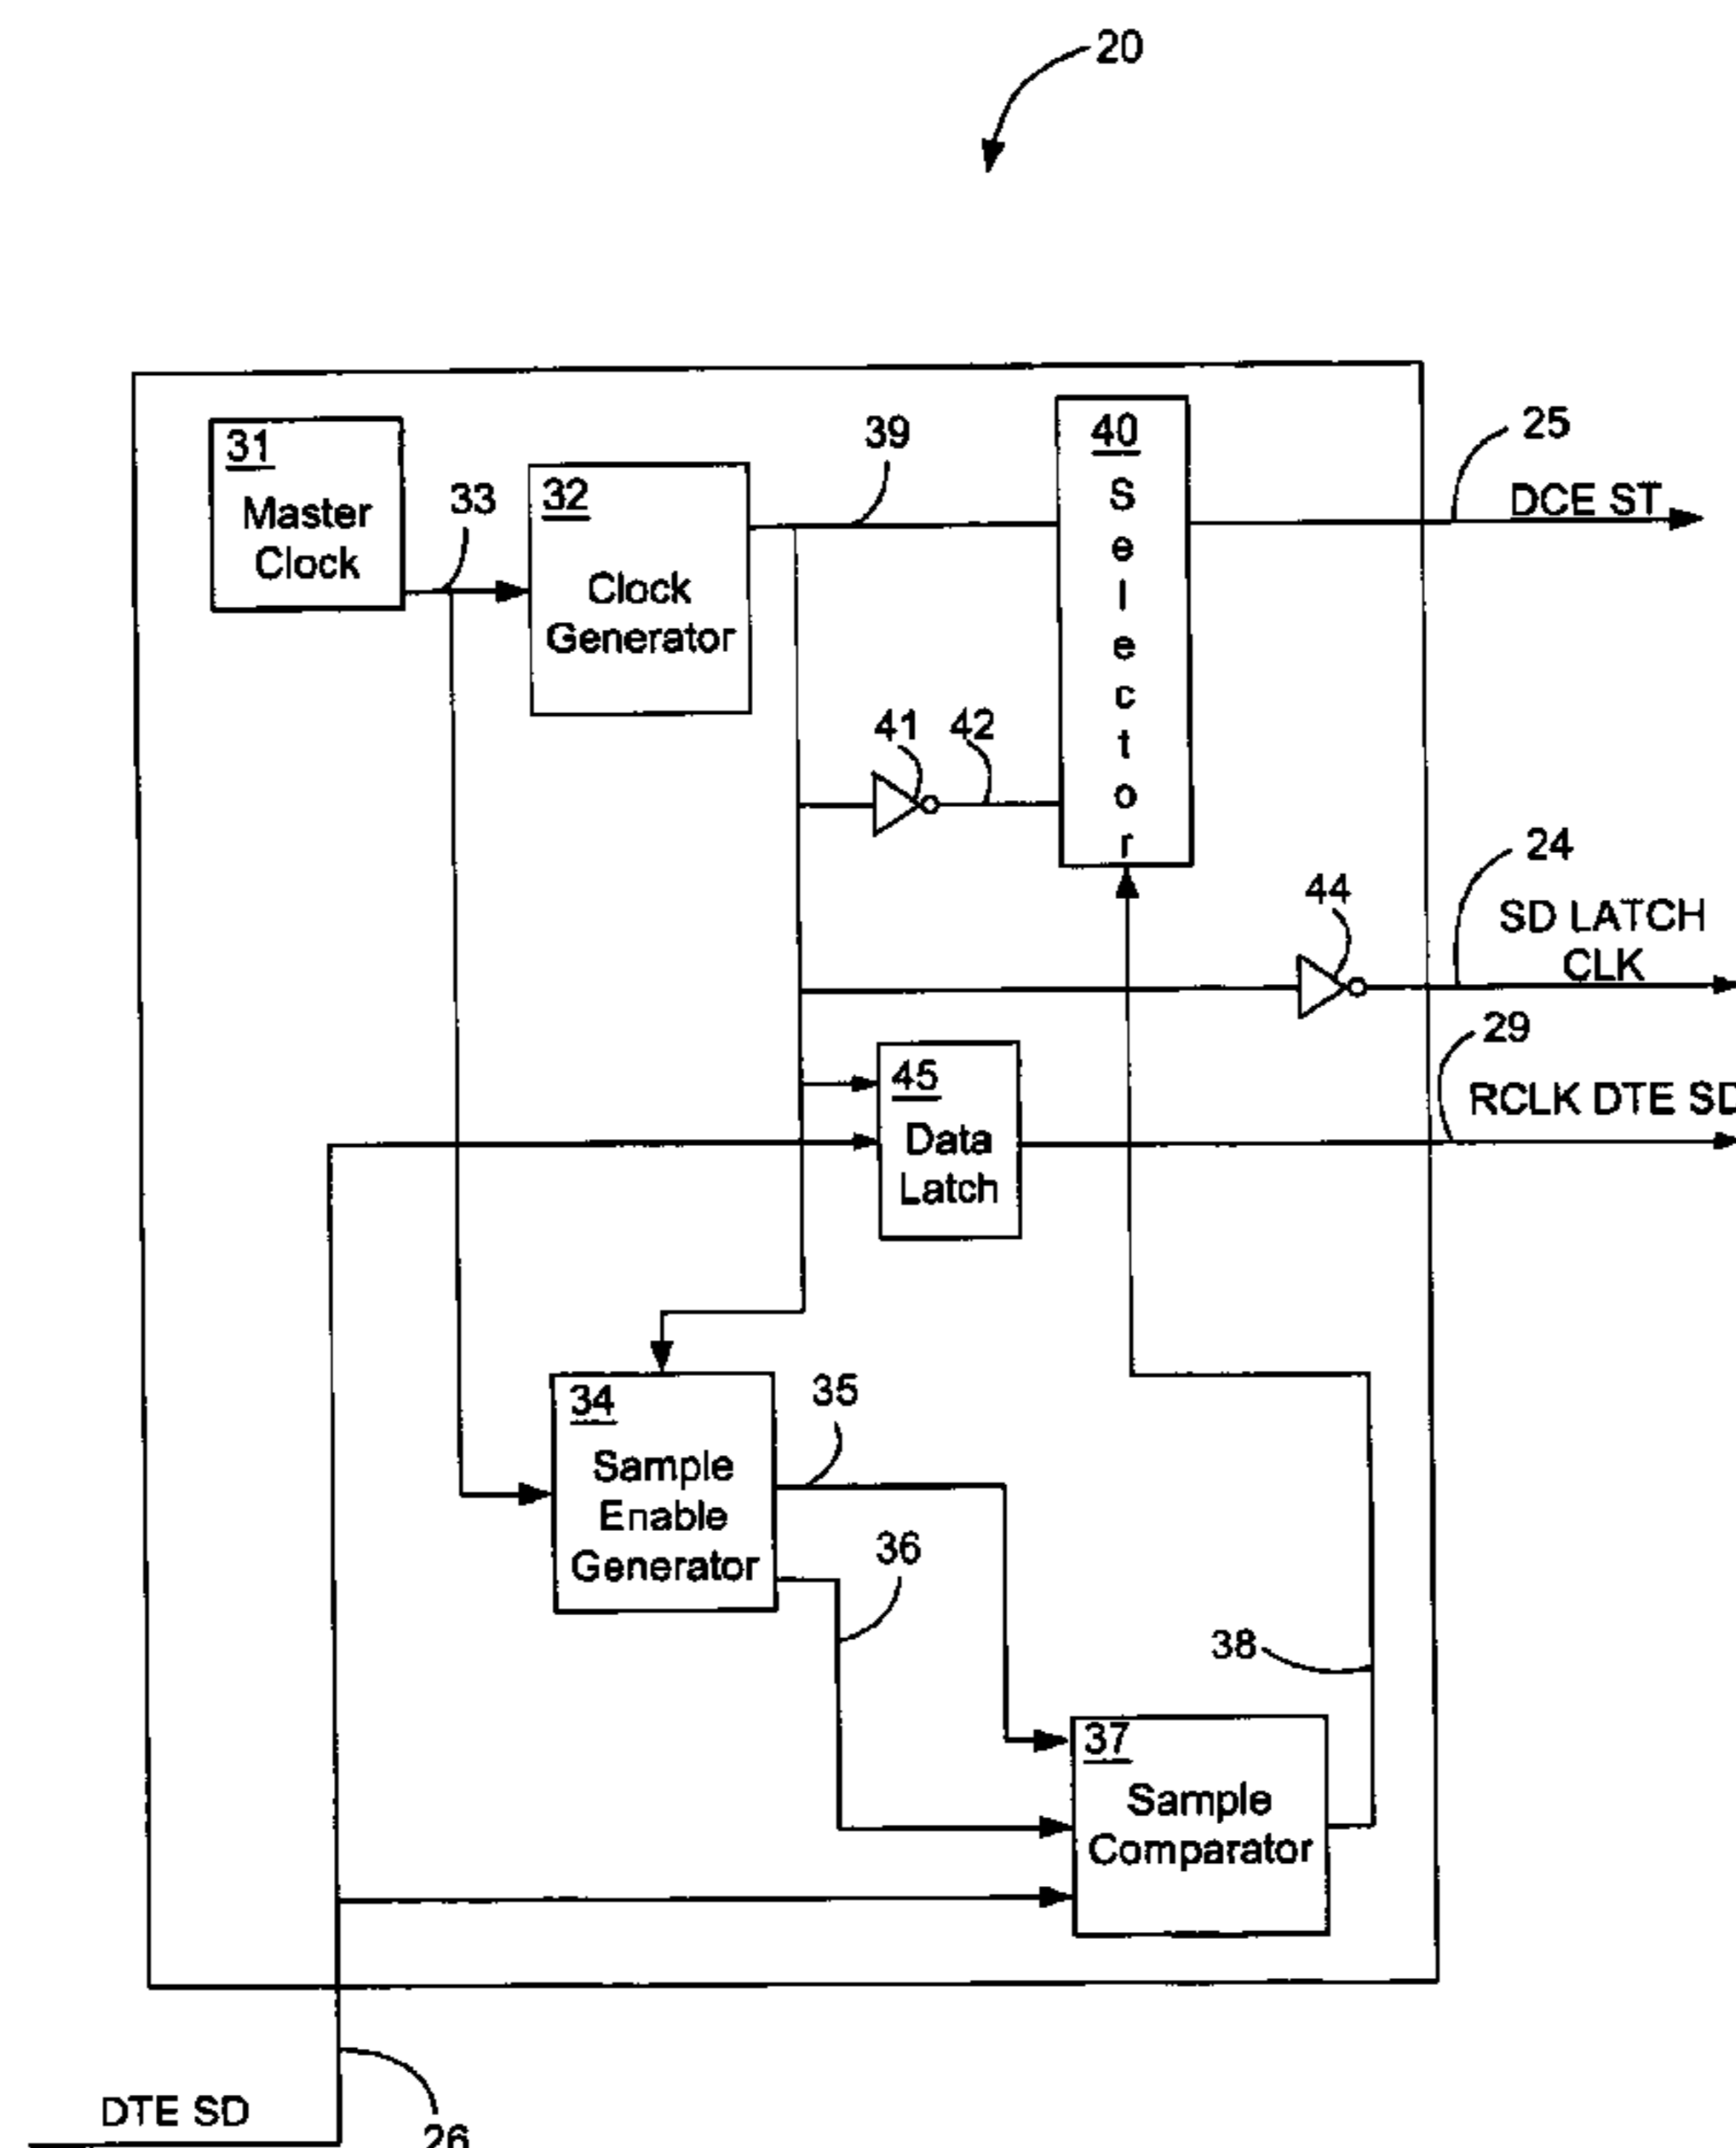 20
31
Master
Clock
33
32
Clock
Generator
39
40
Selector
25
DCE ST
41
42
44
24
SD LATCH
CLK
29
RCLK DTE SD
45
Data
Latch
34
Sample
Enable
Generator
35
36
38
37
Sample
Comparator
DTE SD
26